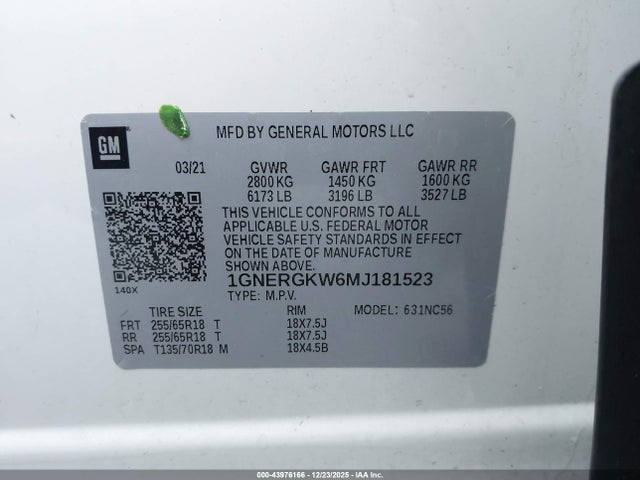 GM
MFD BY GENERAL MOTORS LLC
03/21 GVWR GAWR FRT GAWR RR
2800 KG 1450 KG 1600 KG
6173 LB 3196 LB 3527 LB
THIS VEHICLE CONFORMS TO ALL
APPLICABLE U.S. FEDERAL MOTOR
VEHICLE SAFETY STANDARDS IN EFFECT
ON THE DATE OF MANUFACTURE
SHOWN ABOVE.
1GNERGKW6MJ181523
140X
TYPE: M.P.V.
TIRE SIZE RIM MODEL: 631NC56
FRT 255/65R18 T 18X7.5J
RR 255/65R18 T 18X7.5J
SPA T135/70R18 M 18X4.5B
000-43976166 - 12/23/2025 - IAA Inc.